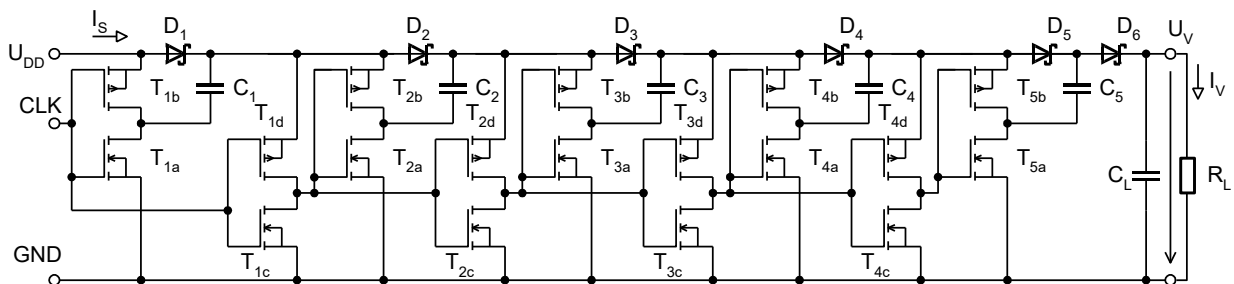 I_S D_1 D_2 D_3 D_4 D_5 D_6 U_V
U_DD
T_1b C_1 T_2b C_2 T_3b C_3 T_4b C_4 T_5b C_5 I_V
CLK
T_1d T_2d T_3d T_4d
T_1a T_2a T_3a T_4a T_5a
C_L R_L
GND
T_1c T_2c T_3c T_4c